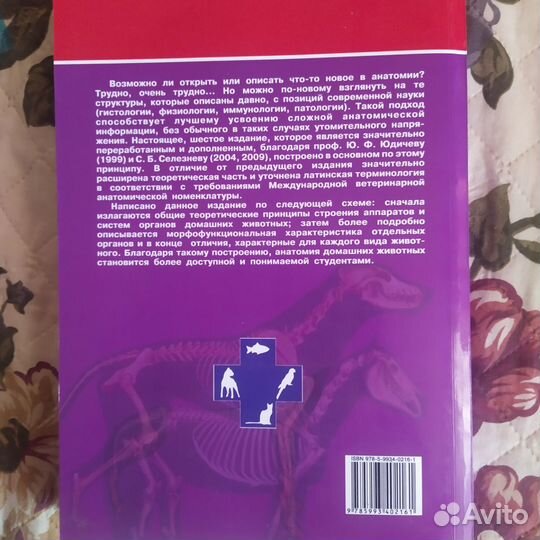 Возможно ли открыть или описать что-то новое в анатомии?
Трудно, очень трудно... Но можно по-новому взглянуть на те
структуры, которые описаны давно, с позиций современной науки
(гистологии, физиологии, иммунологии, патологии). Такой подход
способствует лучшему усвоению сложной анатомической
информации, без обычного в таких случаях утомительного напря-
жения. Настоящее, шестое издание, которое является значительно
переработанным и дополненным, благодаря проф. Ю. Ф. Юдичеву
(1999) и С. Б. Селезневу (2004, 2009), построено в основном по этому
принципу. В отличие от предыдущего издания значительно
расширена теоретическая часть и уточнена латинская терминология
в соответствии с требованиями Международной ветеринарной
анатомической номенклатуры.
Написано данное издание по следующей схеме: сначала
излагаются общие теоретические принципы строения аппаратов и
систем органов домашних животных; затем более подробно
описывается морфофункциональная характеристика отдельных
органов и в конце отличия, характерные для каждого вида живот-
ного. Благодаря такому построению, анатомия домашних животных
становится более доступной и понимаемой студентами.
ISBN 978-5-9934-0216-1
9 785993 402161
Avito